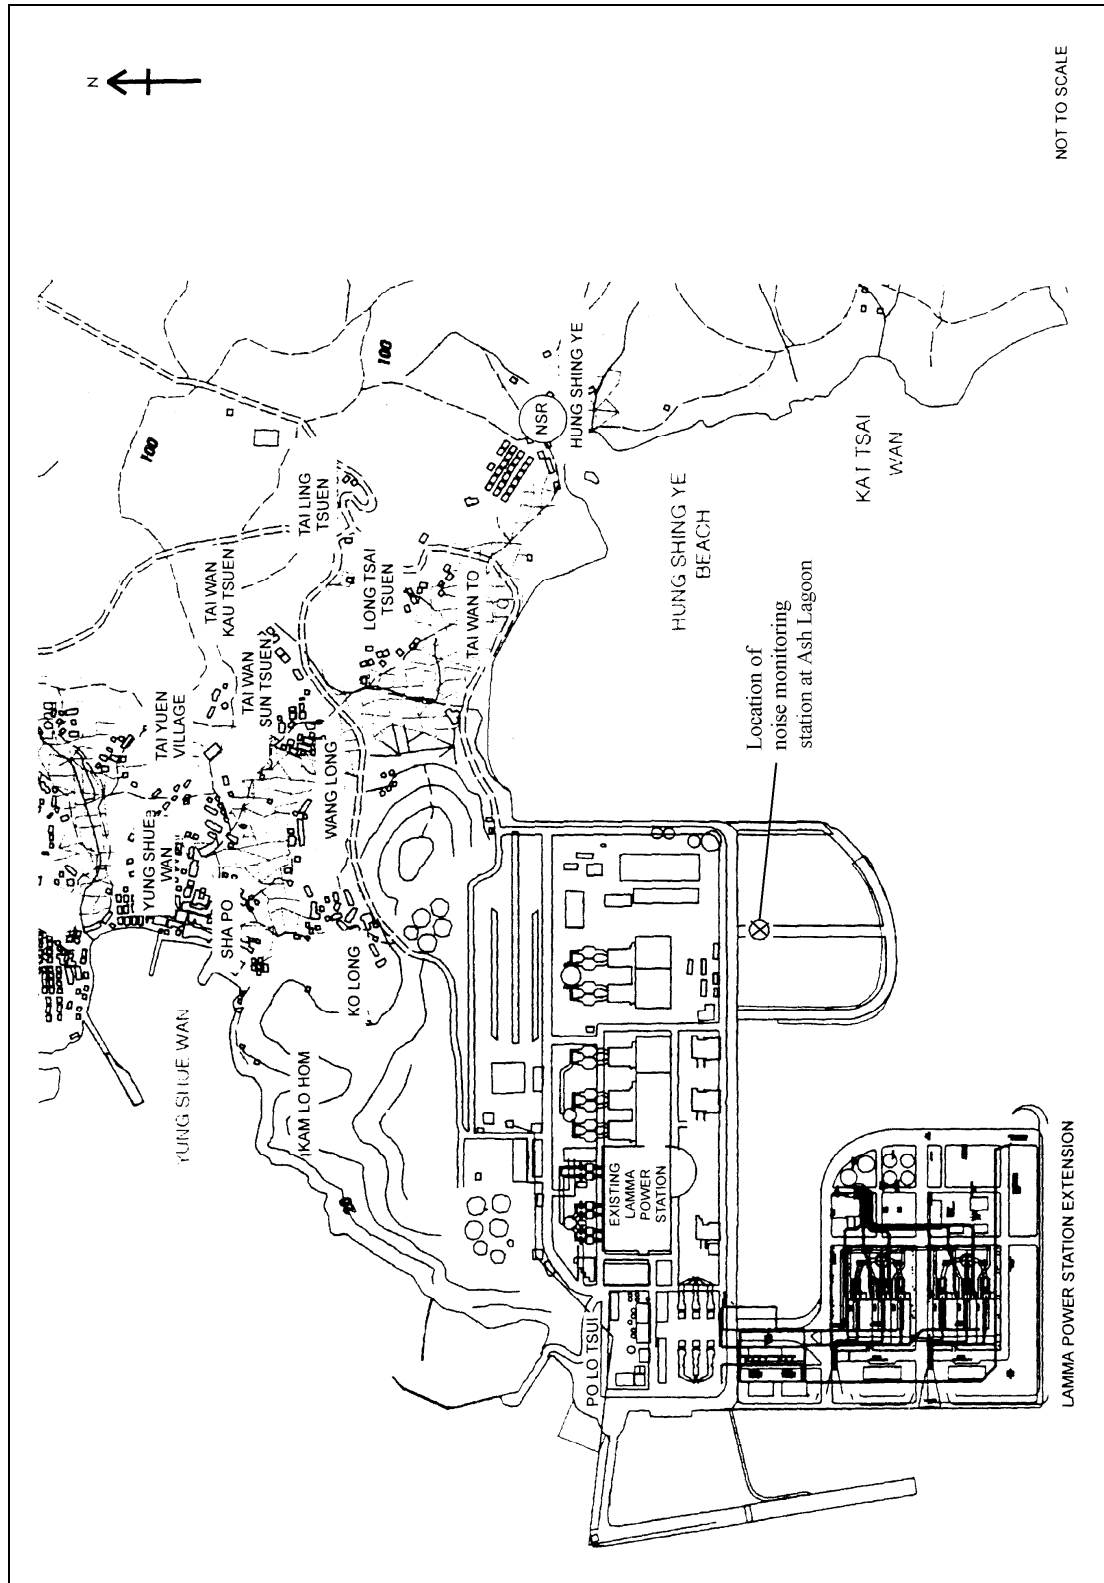 N
NOT TO SCALE
100
100
TAI LING
TSUEN
NSR
HUNG SHING YE
TAI WAN
KAU TSUEN
LONG TSAI
TSUEN
TAI WAN TO
HUNG SHING YE
BEACH
KAI TSAI
WAN
TAI YUEN
VILLAGE
TAI WAN
SUN TSUEN
WANG LONG
YUNG SHUE
WAN
SHA PO
KO LONG
Location of
noise monitoring
station at Ash Lagoon
YUNG SHUE WAN
KAM LO HOM
EXISTING
LAMMA
POWER
STATION
PO LO TSUI
LAMMA POWER STATION EXTENSION